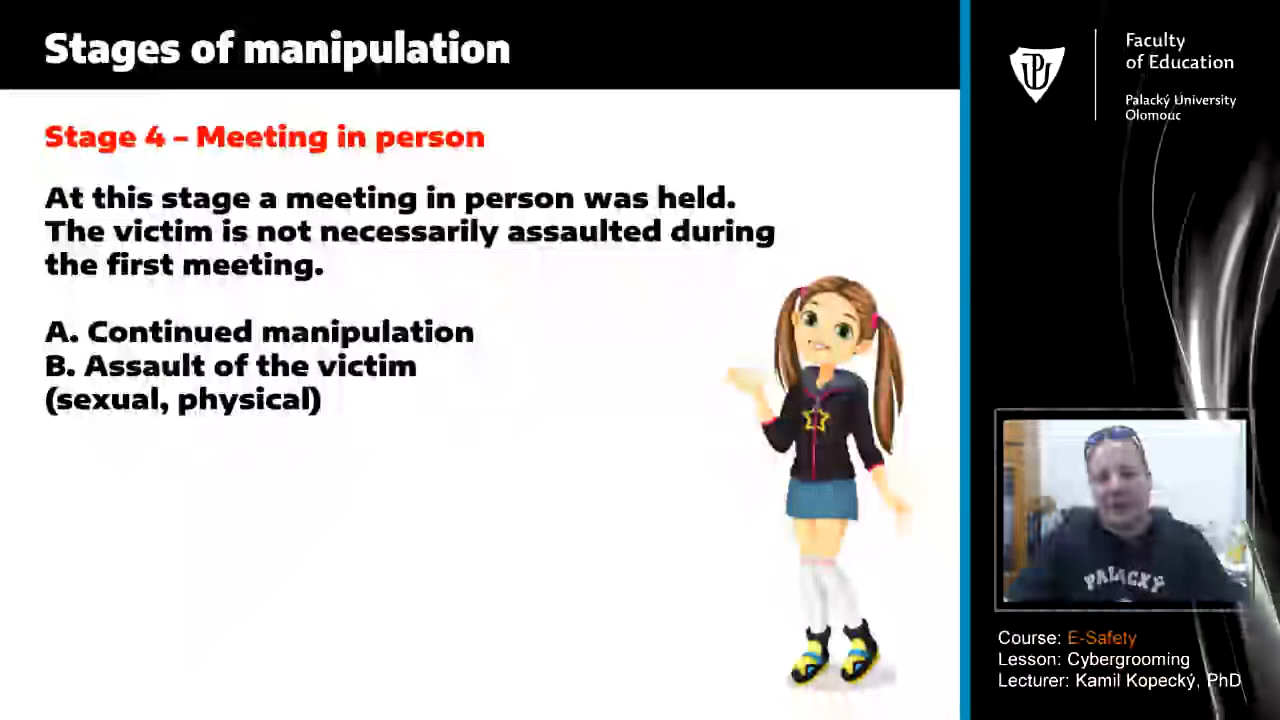 Stages of manipulation
Stage 4 – Meeting in person
At this stage a meeting in person was held.
The victim is not necessarily assaulted during
the first meeting.
A. Continued manipulation
B. Assault of the victim
(sexual, physical)
Faculty
of Education
Palacký University
Olomouc
PALACKY
Course: E-Safety
Lesson: Cybergrooming
Lecturer: Kamil Kopecký, PhD